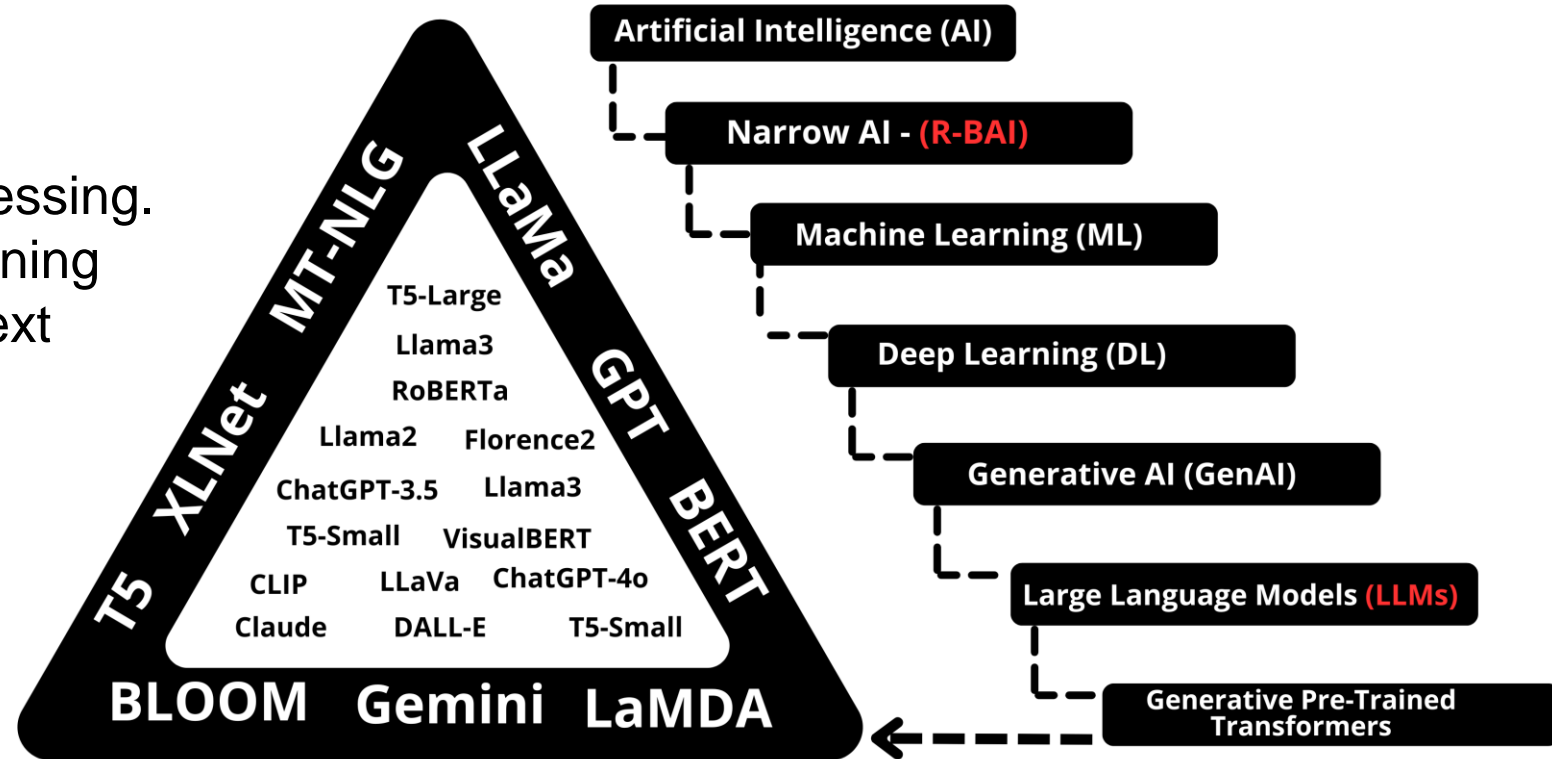 essing.
ning
ext
MT-NLG
XLNet
T5
LLaMa
GPT
BERT
BLOOM Gemini LaMDA
T5-Large
Llama3
RoBERTa
Llama2 Florence2
ChatGPT-3.5 Llama3
T5-Small VisualBERT
CLIP LLaVa ChatGPT-4o
Claude DALL-E T5-Small
Artificial Intelligence (AI)
Narrow AI - (R-BAI)
Machine Learning (ML)
Deep Learning (DL)
Generative AI (GenAI)
Large Language Models (LLMs)
Generative Pre-Trained
Transformers